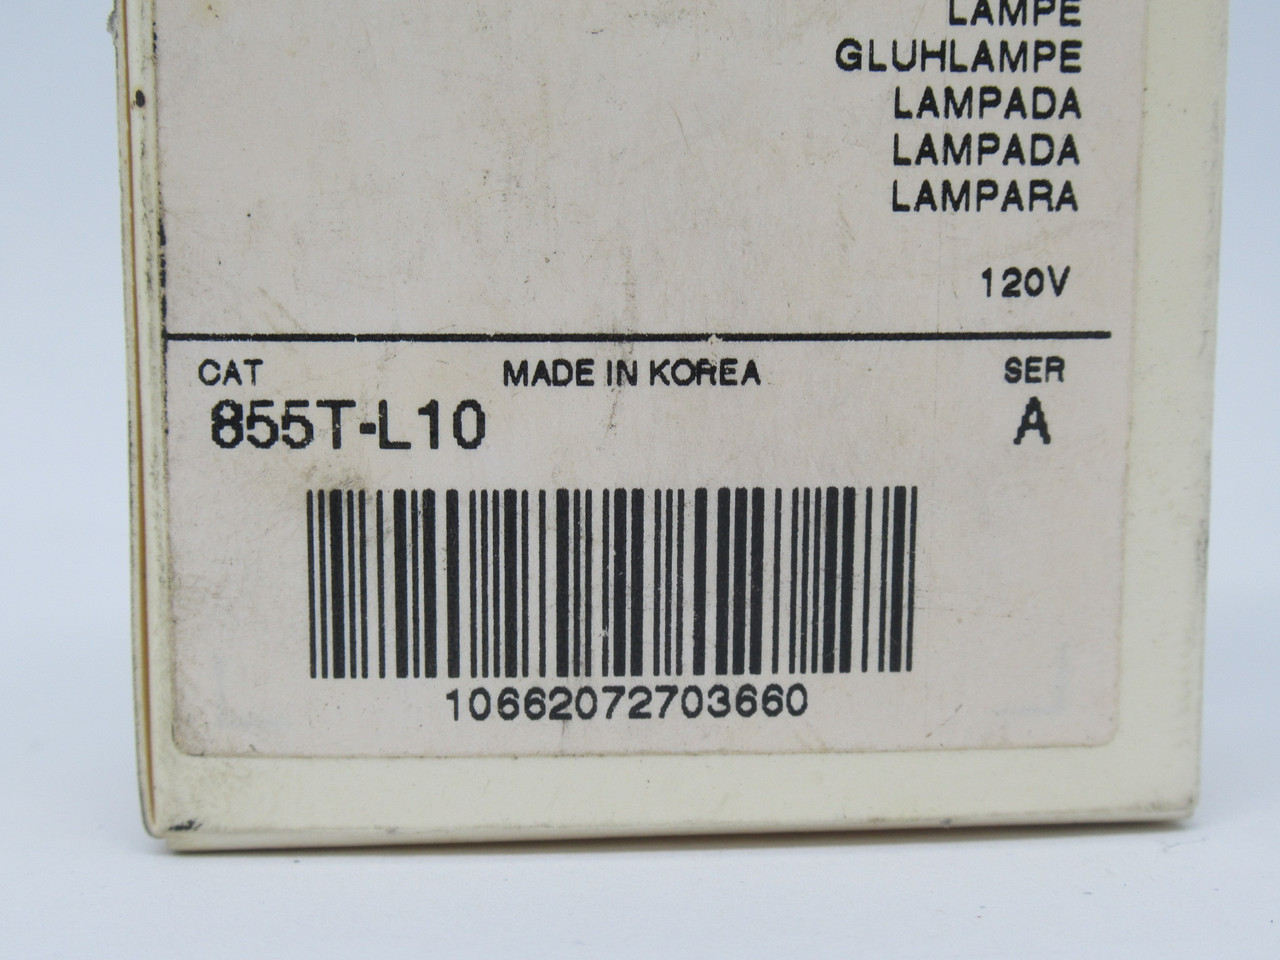 LAMPE
GLUHLAMPE
LAMPADA
LAMPADA
LAMPARA
120V
CAT MADE IN KOREA SER
855T-L10 A
10662072703660